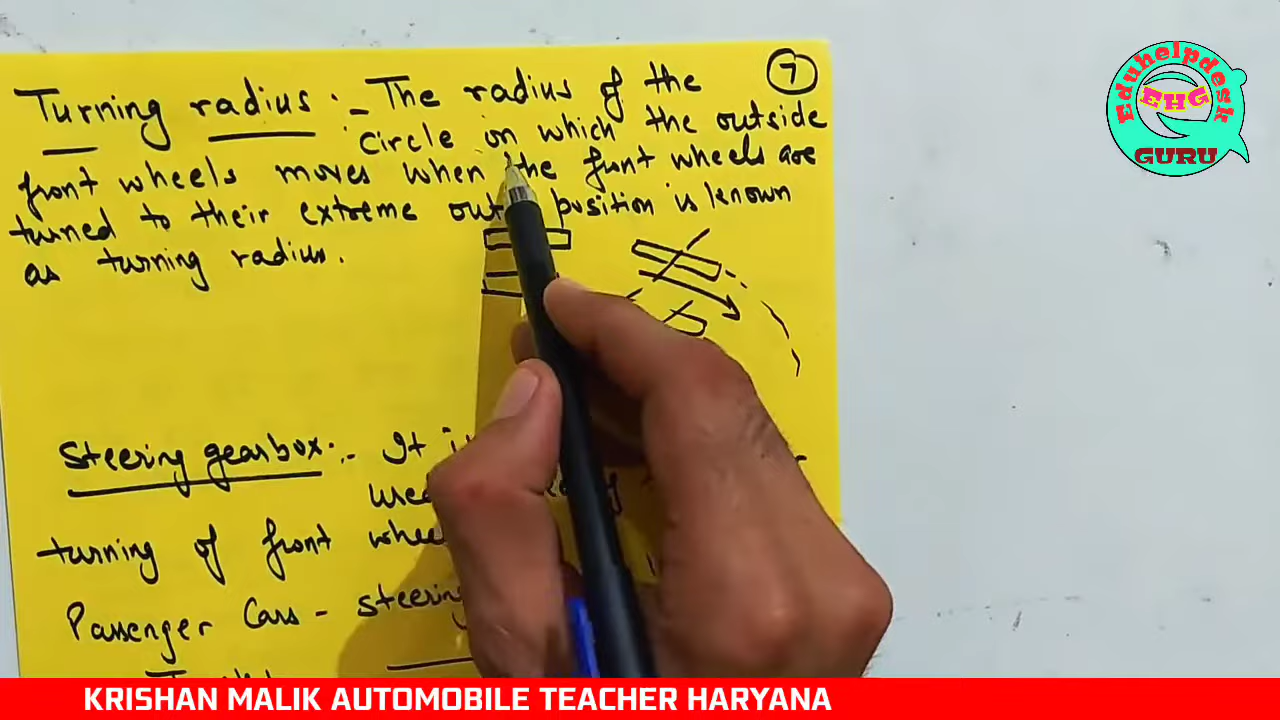 7
Turning radius :- The radius of the
circle on which the outside
front wheels moves when the front wheels are
turned to their extreme out position is known
as turning radius.
Steering gearbox :- It
turning of front
Passenger Cars - steering
Eduhelpdesk
EHG
GURU
KRISHAN MALIK AUTOMOBILE TEACHER HARYANA